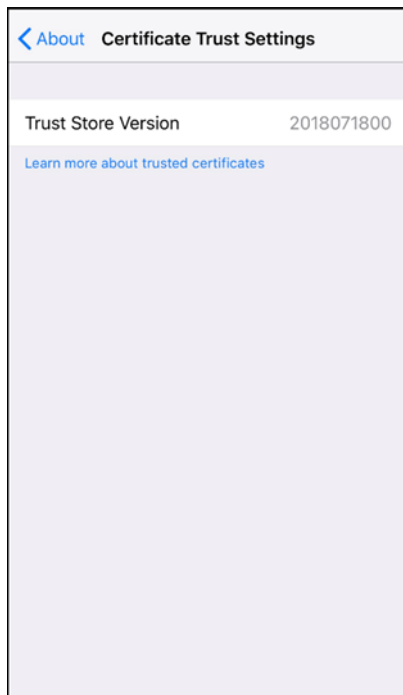 About Certificate Trust Settings
Trust Store Version 2018071800
Learn more about trusted certificates